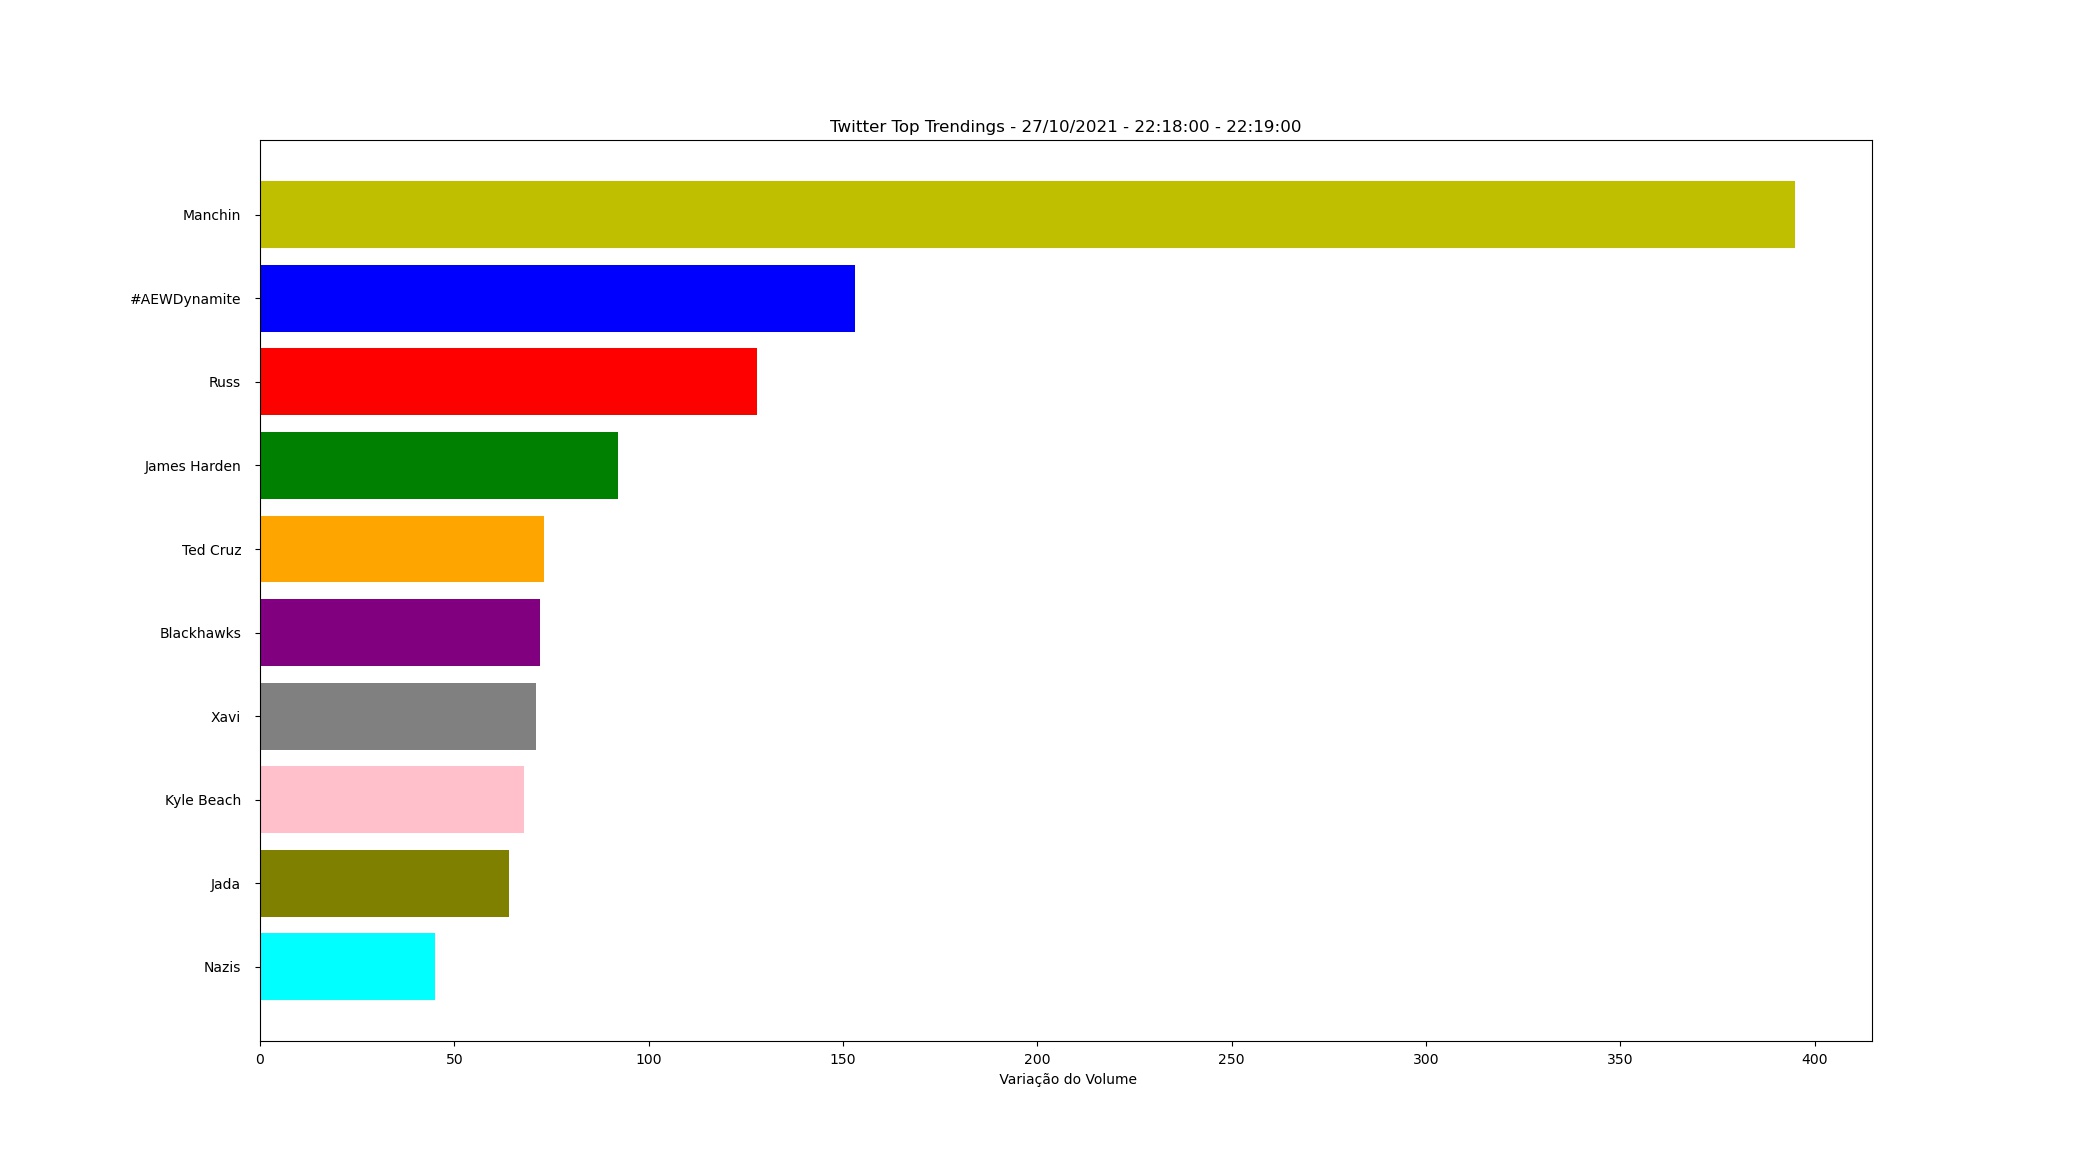 Twitter Top Trendings - 27/10/2021 - 22:18:00 - 22:19:00
Manchin
#AEWDynamite
Russ
James Harden
Ted Cruz
Blackhawks
Xavi
Kyle Beach
Jada
Nazis
0 50 100 150 200 250 300 350 400
Variação do Volume